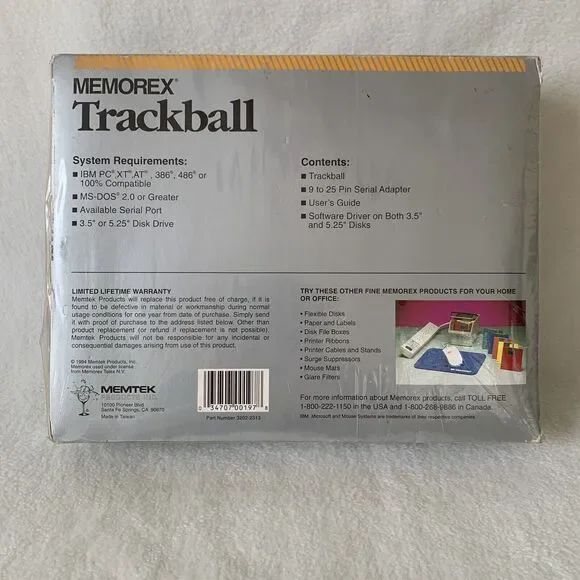 MEMOREX®
Trackball
System Requirements:
■ IBM PC®,XT®,AT® , 386®, 486® or
100% Compatible
■ MS-DOS® 2.0 or Greater
■ Available Serial Port
■ 3.5" or 5.25" Disk Drive
Contents:
■ Trackball
■ 9 to 25 Pin Serial Adapter
■ User's Guide
■ Software Driver on Both 3.5"
and 5.25" Disks
LIMITED LIFETIME WARRANTY
Memtek Products will replace this product free of charge, if it is
found to be defective in material or workmanship during normal
usage conditions for one year from date of purchase. Simply send
it with proof of purchase to the address listed below. Other than
product replacement (or refund if replacement is not possible),
Memtek Products will not be responsible for any incidental or
consequential damages arising from use of this product.
© 1994 Memtek Products, Inc.
Memorex used under license
from Memorex Telex N.V.
MEMTEK
PRODUCTS INC.
10100 Pioneer Blvd.
Santa Fe Springs, CA 90670
Made in Taiwan
0 34707 00197 8
Part Number 3202-2313
TRY THESE OTHER FINE MEMOREX PRODUCTS FOR YOUR HOME
OR OFFICE:
• Flexible Disks
• Paper and Labels
• Disk File Boxes
• Printer Ribbons
• Printer Cables and Stands
• Surge Suppressors
• Mouse Mats
• Glare Filters
For more information about Memorex products, call TOLL FREE
1-800-222-1150 in the USA and 1-800-268-9886 in Canada.
IBM, Microsoft and Mouse Systems are trademarks of their respective companies.